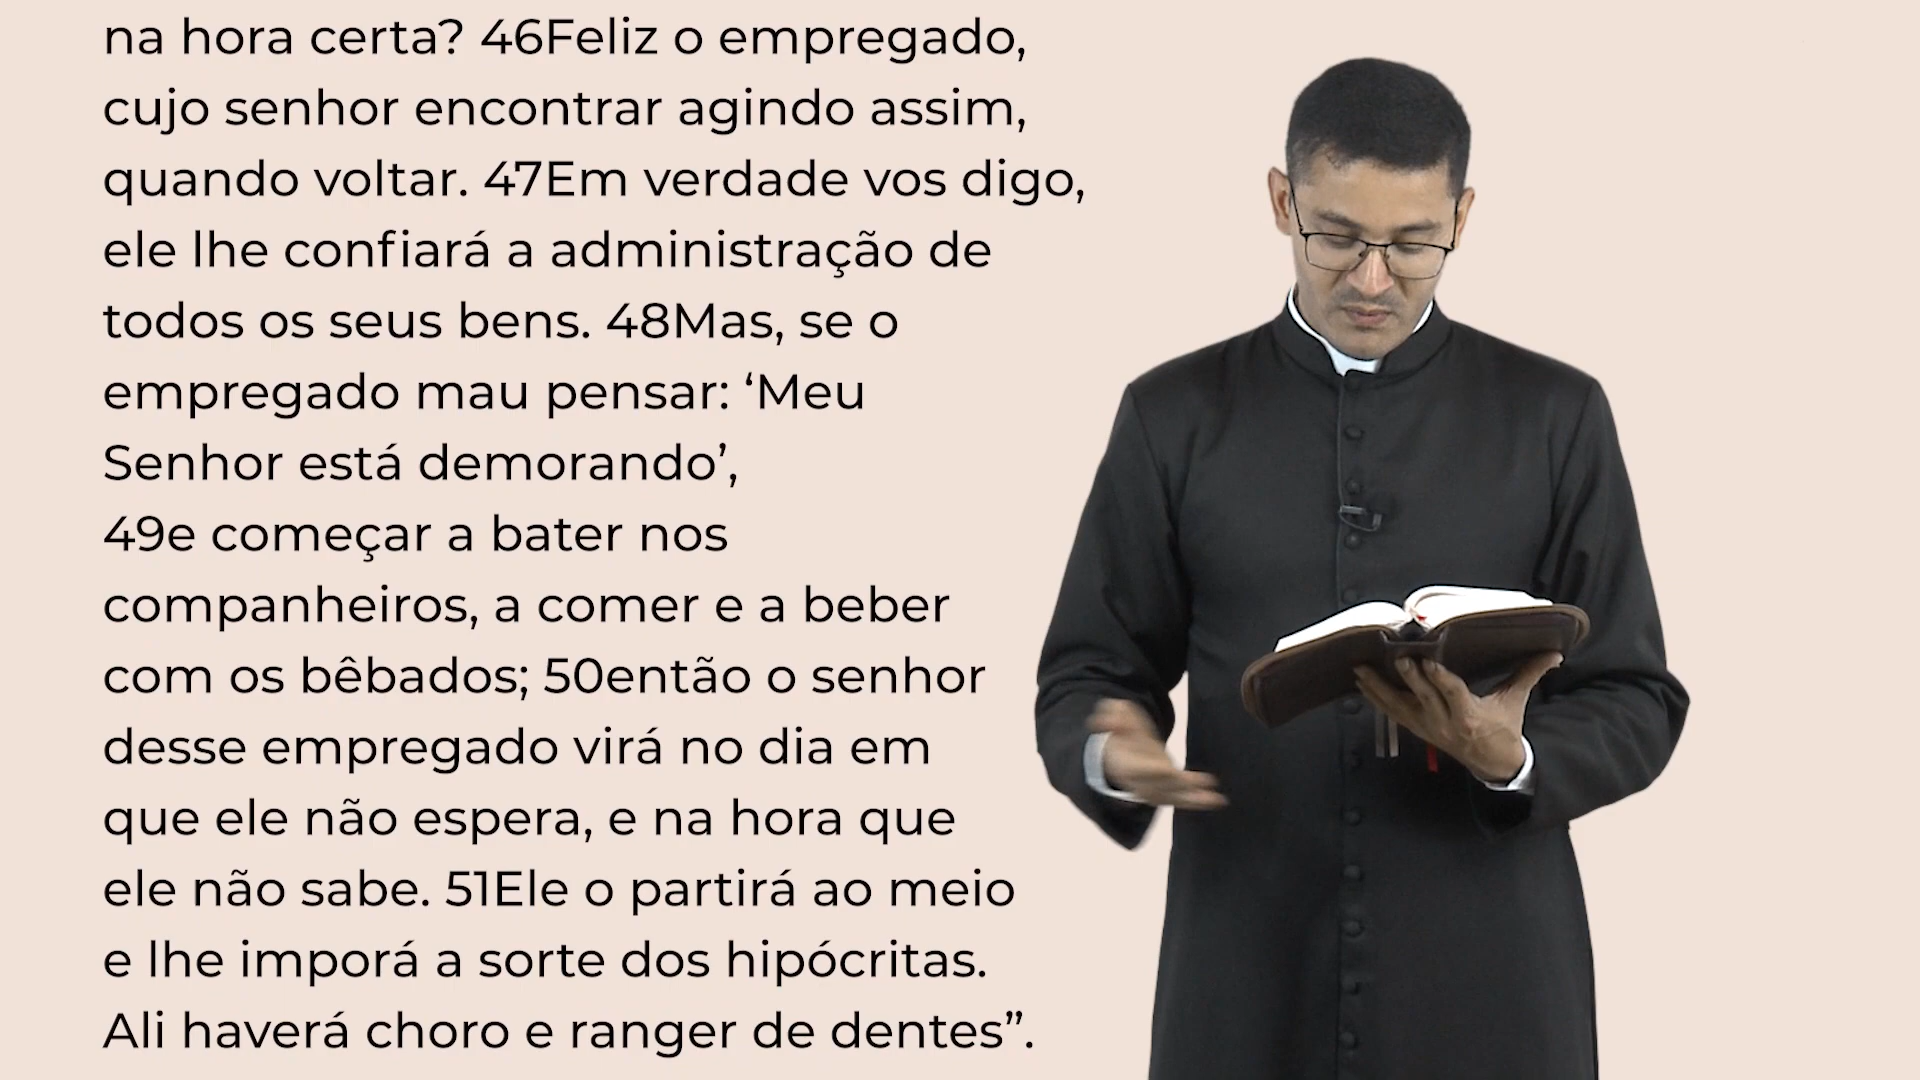 na hora certa? 46Feliz o empregado,
cujo senhor encontrar agindo assim,
quando voltar. 47Em verdade vos digo,
ele lhe confiará a administração de
todos os seus bens. 48Mas, se o
empregado mau pensar: ‘Meu
Senhor está demorando’,
49e começar a bater nos
companheiros, a comer e a beber
com os bêbados; 50então o senhor
desse empregado virá no dia em
que ele não espera, e na hora que
ele não sabe. 51Ele o partirá ao meio
e lhe imporá a sorte dos hipócritas.
Ali haverá choro e ranger de dentes”.